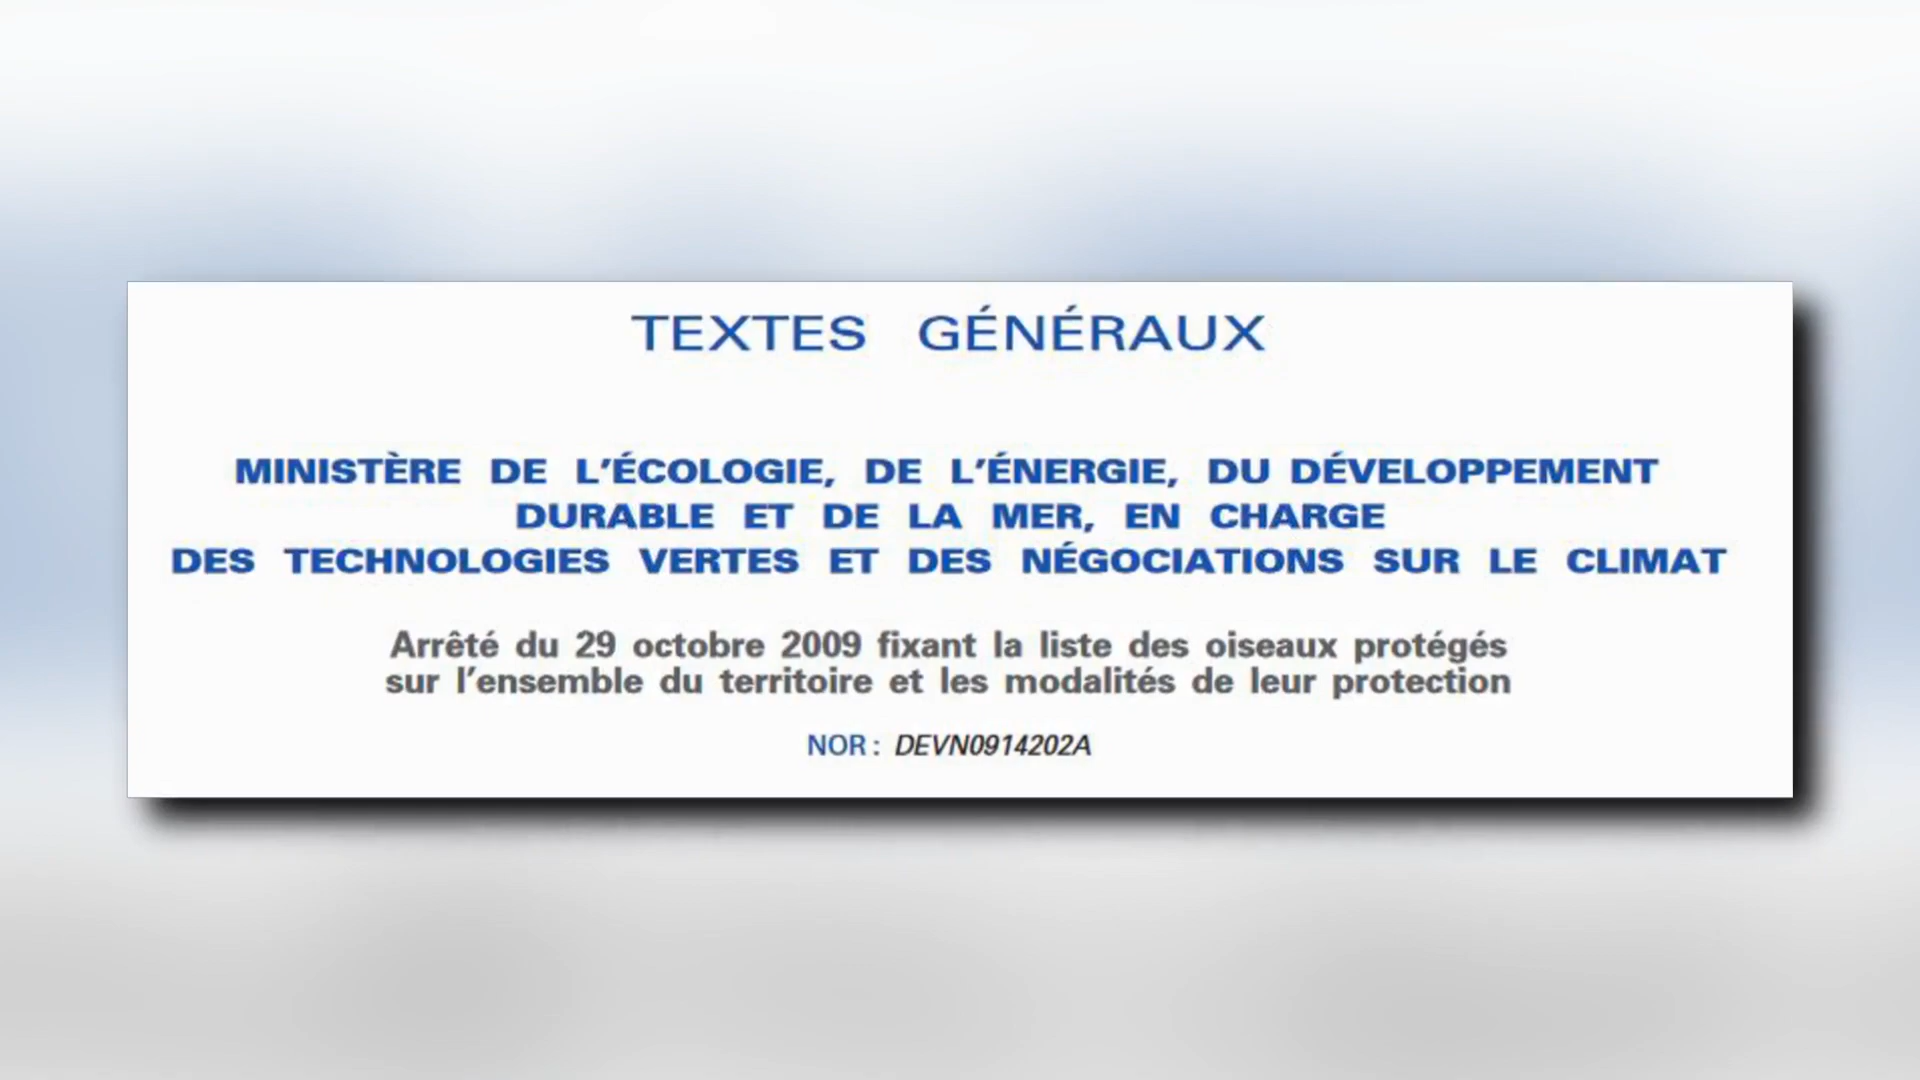 TEXTES GÉNÉRAUX
MINISTÈRE DE L'ÉCOLOGIE, DE L'ÉNERGIE, DU DÉVELOPPEMENT
DURABLE ET DE LA MER, EN CHARGE
DES TECHNOLOGIES VERTES ET DES NÉGOCIATIONS SUR LE CLIMAT
Arrêté du 29 octobre 2009 fixant la liste des oiseaux protégés
sur l'ensemble du territoire et les modalités de leur protection
NOR : DEVN0914202A